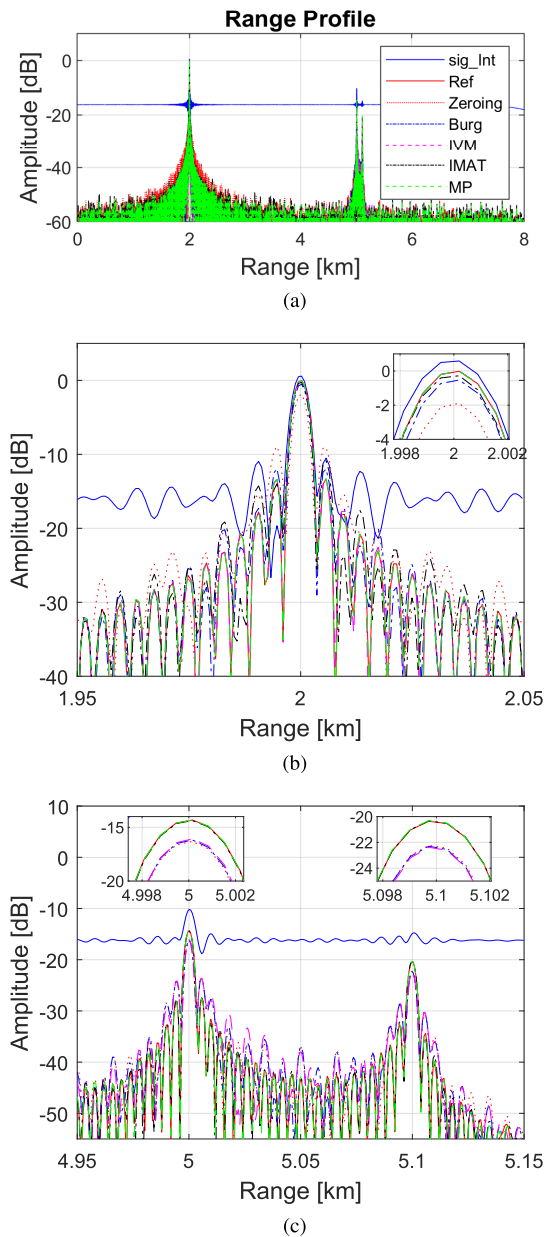 Range Profile
0
-20
-40
-60
Amplitude [dB]
sig_Int
Ref
Zeroing
Burg
IVM
IMAT
MP
0 2 4 6 8
Range [km]
(a)
0
-10
-20
-30
-40
Amplitude [dB]
0
-2
-4
1.998 2 2.002
1.95 2 2.05
Range [km]
(b)
10
0
-10
-20
-30
-40
-50
Amplitude [dB]
-15
-20
4.998 5 5.002
-20
-22
-24
5.098 5.1 5.102
4.95 5 5.05 5.1 5.15
Range [km]
(c)